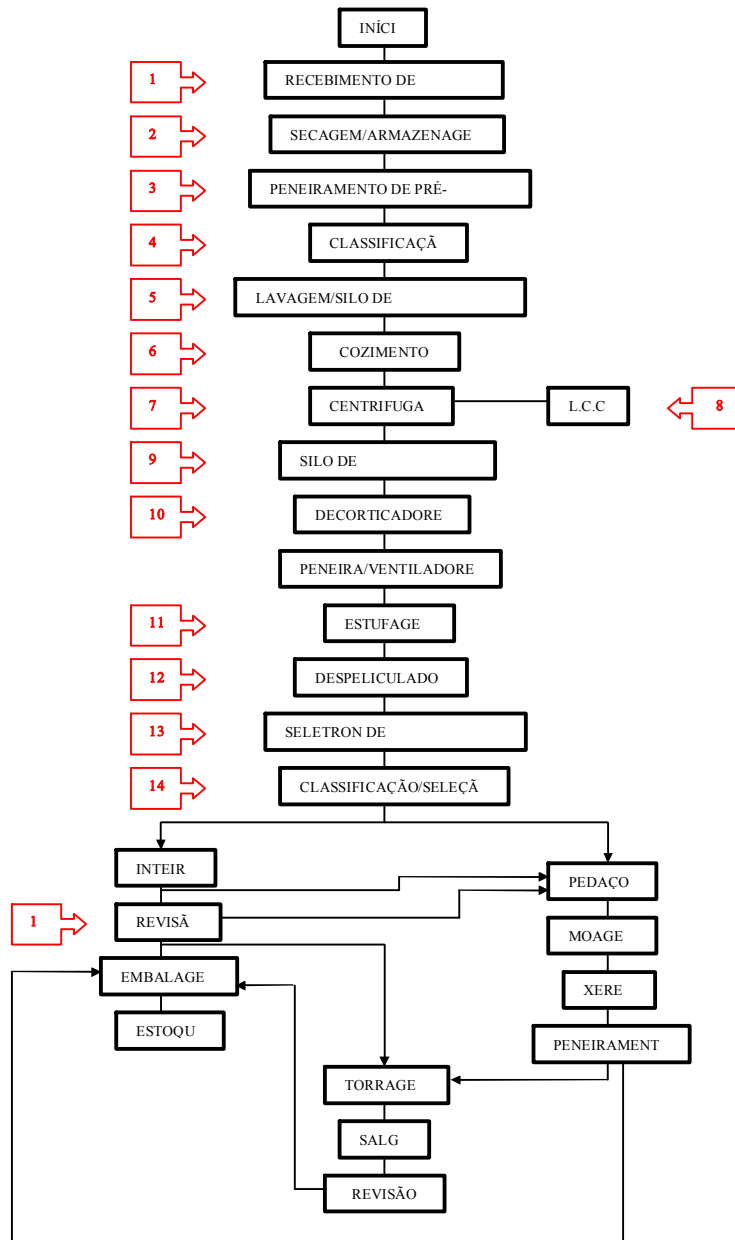 INÍCI
1
RECEBIMENTO DE
2
SECAGEM/ARMAZENAGE
3
PENEIRAMENTO DE PRÉ-
4
CLASSIFICAÇÃ
5
LAVAGEM/SILO DE
6
COZIMENTO
7
CENTRIFUGA
L.C.C
8
9
SILO DE
10
DECORTICADORE
PENEIRA/VENTILADORE
11
ESTUFAGE
12
DESPELICULADO
13
SELETRON DE
14
CLASSIFICAÇÃO/SELEÇÃ
INTEIR
PEDAÇO
1
REVISÃ
MOAGE
EMBALAGE
XERE
ESTOQU
PENEIRAMENT
TORRAGE
SALG
REVISÃO